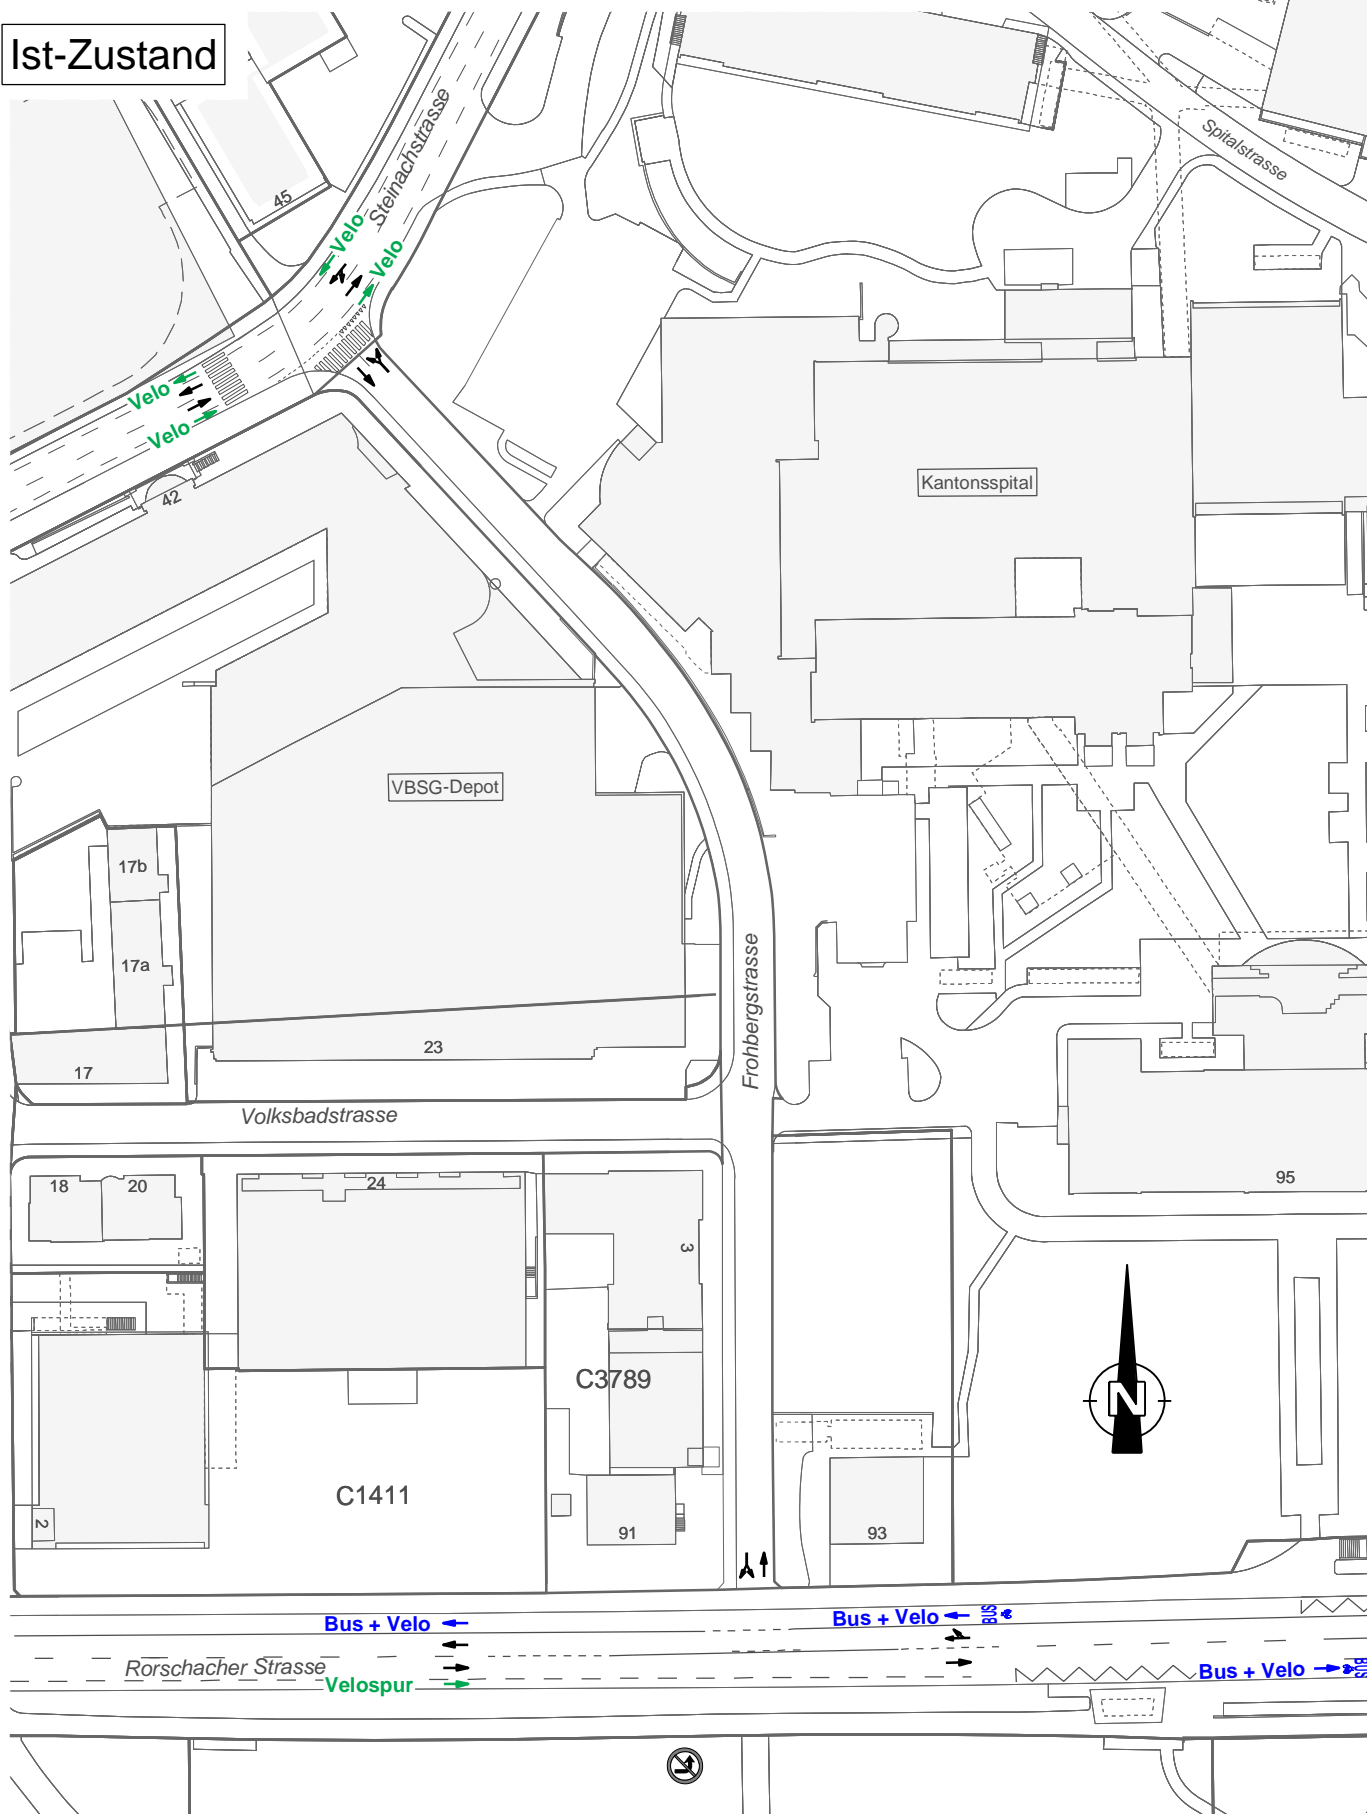 Ist-Zustand
Steinachstrasse
Spitalstrasse
45
Velo
Velo
Velo
Velo
42
Kantonsspital
VBSG-Depot
17b
17a
Frohbergstrasse
23
17
Volksbadstrasse
18
20
24
95
3
C3789
N
C1411
2
91
93
Bus + Velo
Bus + Velo
BUS
Rorschacher Strasse
Velospur
Bus + Velo
BUS